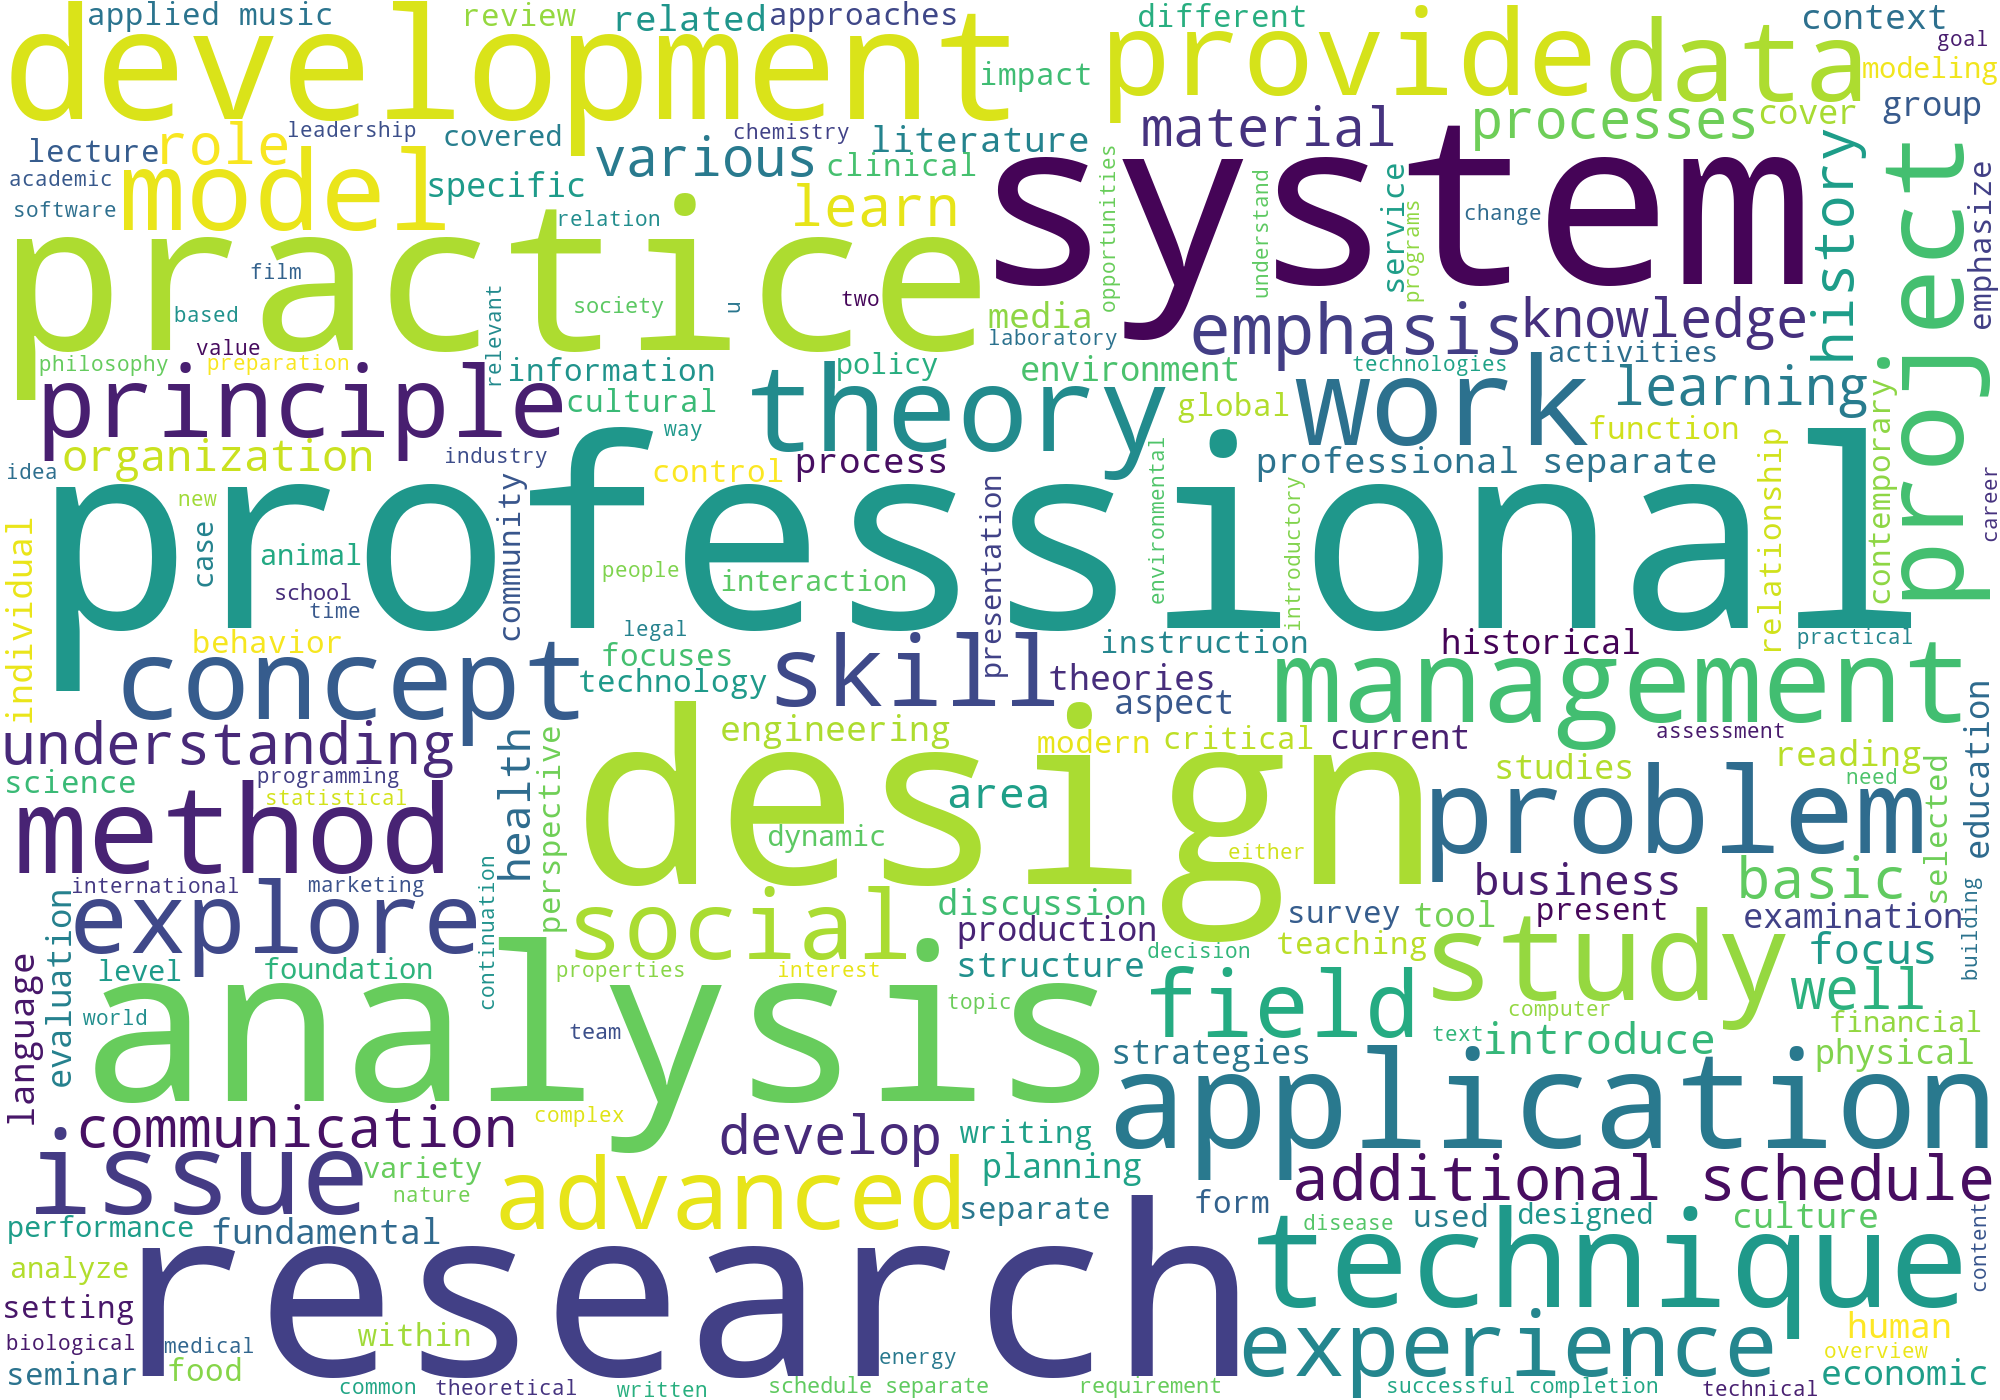 applied music
review
related
approaches
different
context
goal
development
provide
data
impact
modeling
group
lecture
role
leadership
covered
chemistry
literature
material
processes
cover
academic
model
specific
various
clinical
software
learn
relation
system
opportunities
understand
service
programs
change
history
project
emphasize
practice
film
based
society
u
two
media
laboratory
emphasis
knowledge
philosophy
value
preparation
relevant
information
policy
environment
technologies
activities
principle
cultural
theory
global
work
learning
function
contemporary
organization
industry
way
control
process
professional separate
relationship
idea
new
professional
career
individual
case
animal
community
people
interaction
presentation
environmental
introductory
school
time
legal
behavior
focuses
instruction
historical
practical
concept
technology
skill
theories
aspect
management
understanding
engineering
modern
critical
current
assessment
science
programming
statistical
health
perspective
design
area
studies
reading
need
selected
education
method
dynamic
either
problem
international
marketing
explore
continuation
social
discussion
production
survey
tool
business
present
basic
examination
building
language
evaluation
level
foundation
properties
interest
structure
decision
teaching
study
focus
well
analysis
world
team
topic
field
computer
text
introduce
financial
physical
strategies
application
communication
complex
develop
writing
planning
issue
variety
nature
advanced
separate
form
additional schedule
performance
fundamental
disease
used
designed
culture
content
analyze
research
technique
setting
biological
medical
within
experience
human
overview
seminar
food
common
theoretical
written
energy
schedule separate
requirement
successful completion
technical
economic